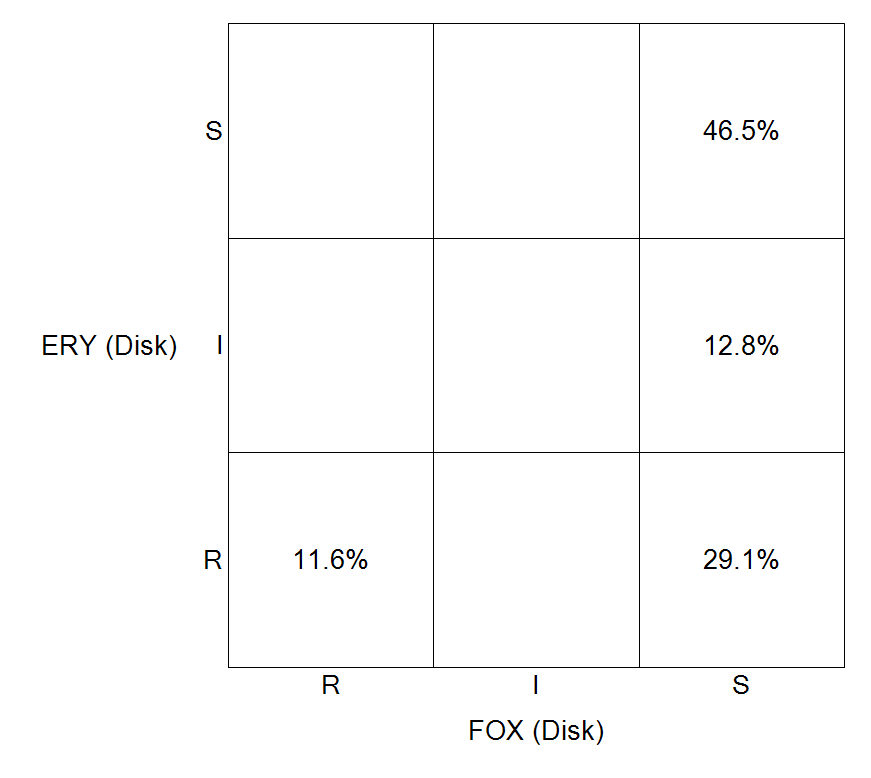 S 46.5%
ERY (Disk) I 12.8%
R 11.6% 29.1%
R I S
FOX (Disk)